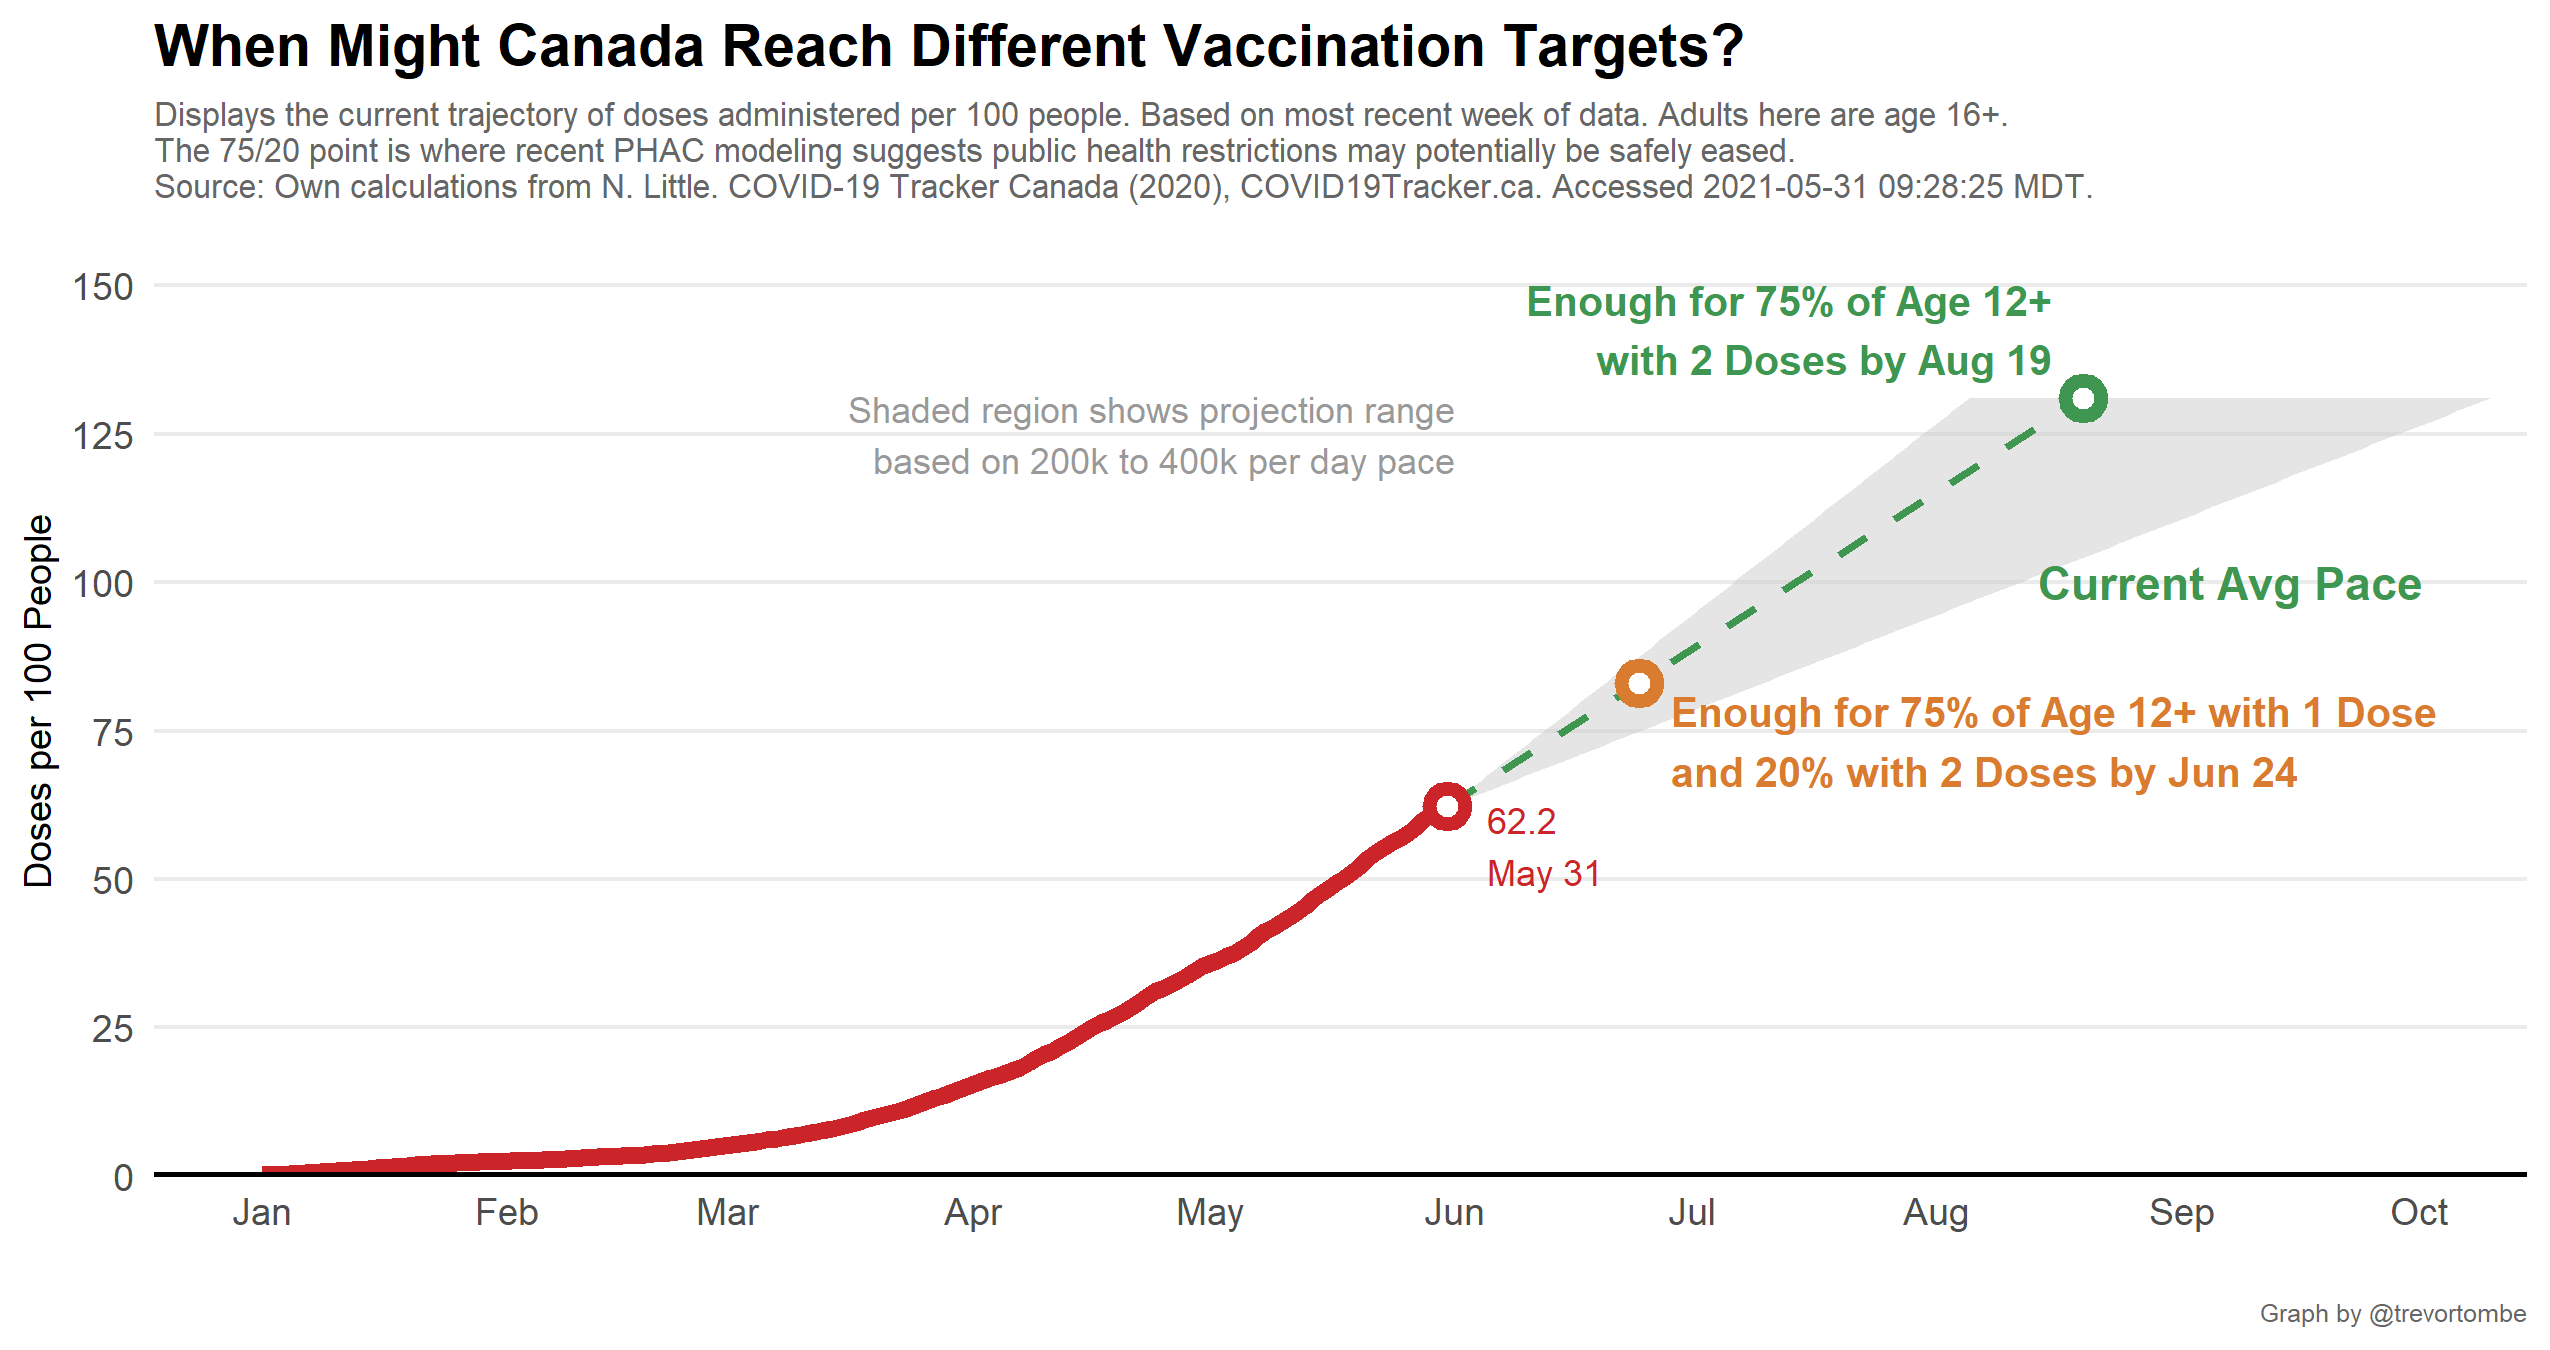 When Might Canada Reach Different Vaccination Targets?
Displays the current trajectory of doses administered per 100 people. Based on most recent week of data. Adults here are age 16+.
The 75/20 point is where recent PHAC modeling suggests public health restrictions may potentially be safely eased.
Source: Own calculations from N. Little. COVID-19 Tracker Canada (2020), COVID19Tracker.ca. Accessed 2021-05-31 09:28:25 MDT.
Doses per 100 People
150
125
100
75
50
25
0
Enough for 75% of Age 12+
with 2 Doses by Aug 19
Shaded region shows projection range
based on 200k to 400k per day pace
Current Avg Pace
Enough for 75% of Age 12+ with 1 Dose
and 20% with 2 Doses by Jun 24
62.2
May 31
Jan Feb Mar Apr May Jun Jul Aug Sep Oct
Graph by @trevortombe